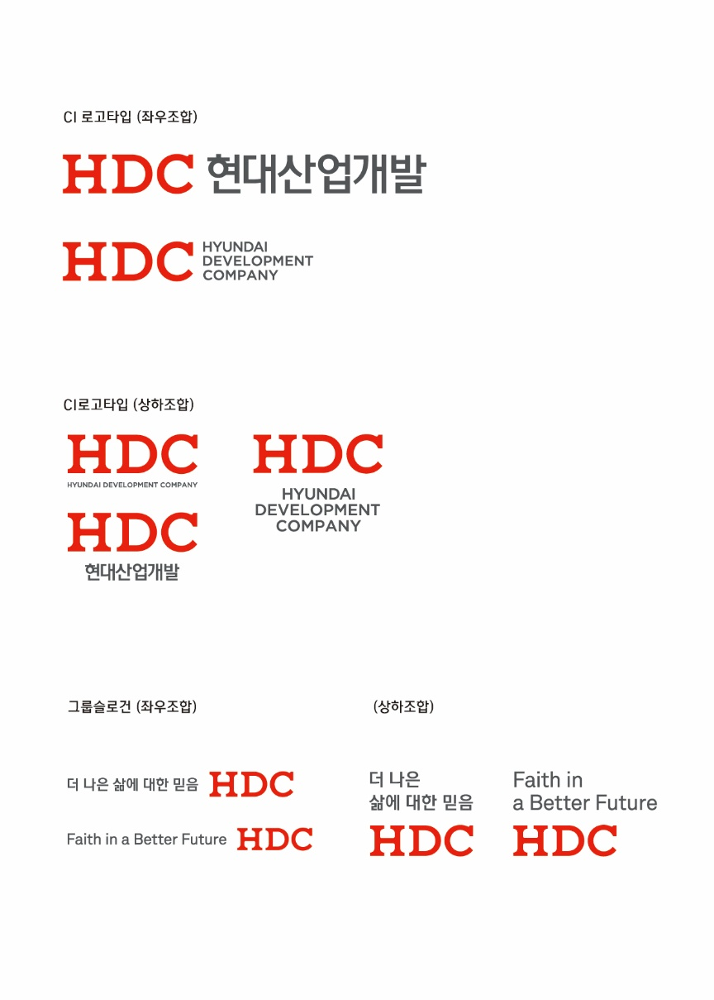 CI 로고타입 (좌우조합)
HDC 현대산업개발
HDC HYUNDAI
DEVELOPMENT
COMPANY
CI로고타입 (상하조합)
HDC
HYUNDAI DEVELOPMENT COMPANY
HDC
현대산업개발
HDC
HYUNDAI
DEVELOPMENT
COMPANY
그룹슬로건 (좌우조합)
더 나은 삶에 대한 믿음 HDC
Faith in a Better Future HDC
(상하조합)
더 나은
삶에 대한 믿음
HDC
Faith in
a Better Future
HDC